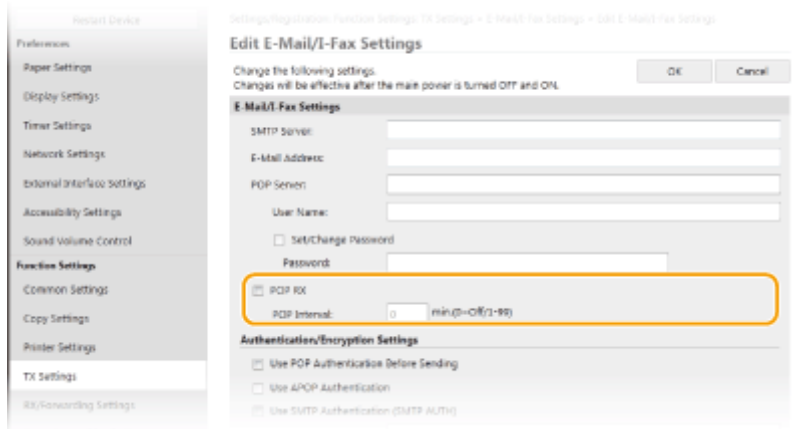 Restart Device
Preferences
Paper Settings
Display Settings
Timer Settings
Network Settings
External Interface Settings
Accessibility Settings
Sound Volume Control
Function Settings
Common Settings
Copy Settings
Printer Settings
TX Settings
RX/Forwarding Settings
Settings/Registration: Function Settings: TX Settings > E-Mail/I-Fax Settings > Edit E-Mail/I-Fax Settings
Edit E-Mail/I-Fax Settings
Change the following settings.
Changes will be effective after the main power is turned OFF and ON.
OK
Cancel
E-Mail/I-Fax Settings
SMTP Server:
E-Mail Address:
POP Server:
User Name:
Set/Change Password
Password:
POP RX
POP Interval:
0
min.(0=Off/1-99)
Authentication/Encryption Settings
Use POP Authentication Before Sending
Use APOP Authentication
Use SMTP Authentication (SMTP AUTH)